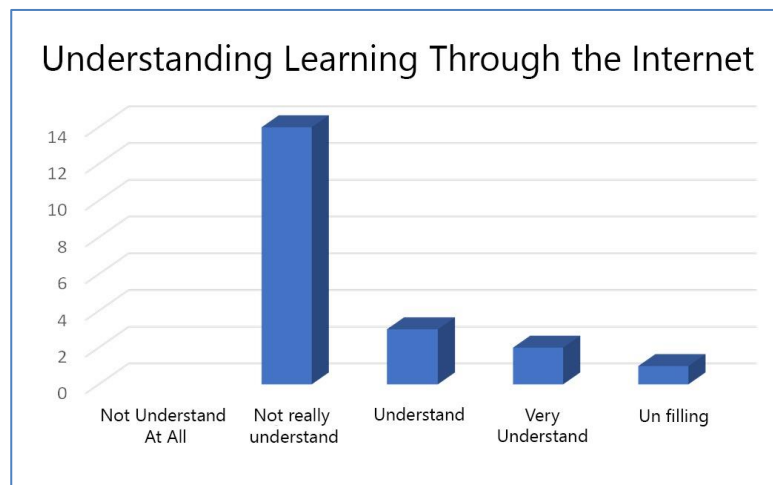 Understanding Learning Through the Internet
14
12
10
8
6
4
2
0
Not Understand
At All
Not really
understand
Understand
Very
Understand
Un filling